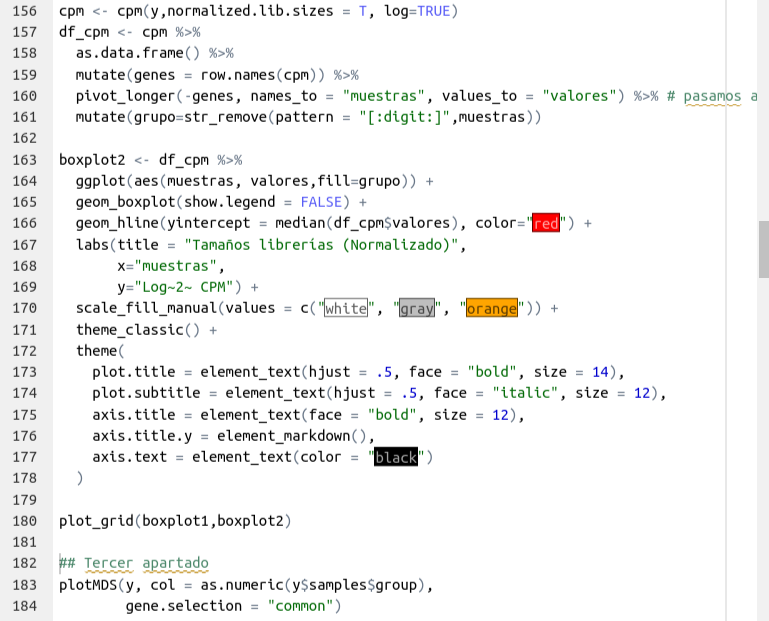 156 cpm <- cpm(y,normalized.lib.sizes = T, log=TRUE)
157 df_cpm <- cpm %>%
158   as.data.frame() %>%
159   mutate(genes = row.names(cpm)) %>%
160   pivot_longer(-genes, names_to = "muestras", values_to = "valores") %>% # pasamos a
161   mutate(grupo=str_remove(pattern = "[:digit:]",muestras))
162
163 boxplot2 <- df_cpm %>%
164   ggplot(aes(muestras, valores,fill=grupo)) +
165   geom_boxplot(show.legend = FALSE) +
166   geom_hline(yintercept = median(df_cpm$valores), color="red") +
167   labs(title = "Tamaños librerías (Normalizado)",
168        x="muestras",
169        y="Log~2~ CPM") +
170   scale_fill_manual(values = c("white", "gray", "orange")) +
171   theme_classic() +
172   theme(
173     plot.title = element_text(hjust = .5, face = "bold", size = 14),
174     plot.subtitle = element_text(hjust = .5, face = "italic", size = 12),
175     axis.title = element_text(face = "bold", size = 12),
176     axis.title.y = element_markdown(),
177     axis.text = element_text(color = "black")
178   )
179
180 plot_grid(boxplot1,boxplot2)
181
182 ## Tercer apartado
183 plotMDS(y, col = as.numeric(y$samples$group),
184         gene.selection = "common")